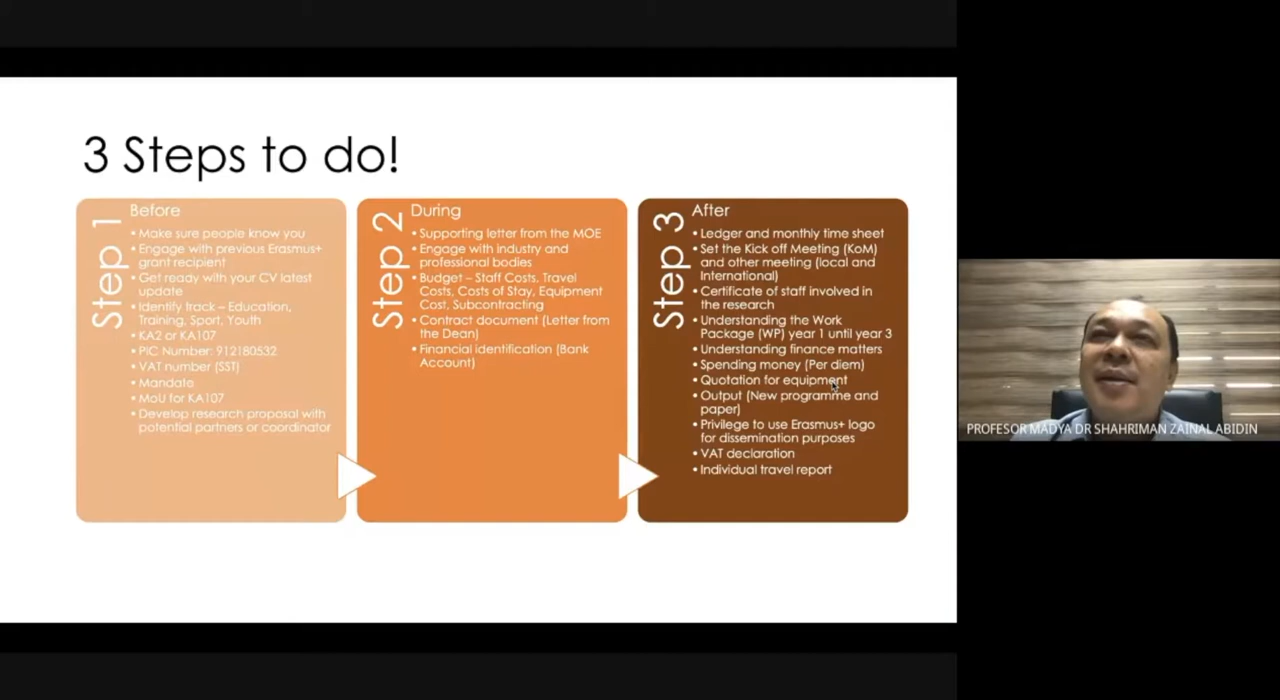 3 Steps to do!
Step 1
Before
• Make sure people know you
• Engage with previous Erasmus+
grant recipient
• Get ready with your CV latest
update
• Identify track – Education,
Training, Sport, Youth
• KA2 or KA107
• PiC Number: 912180532
• VAT number (SST)
• Mandate
• MoU for KA107
• Develop research proposal with
potential partners or coordinator
Step 2
During
• Supporting letter from the MOE
• Engage with industry and
professional bodies
• Budget – Staff Costs, Travel
Costs, Costs of Stay, Equipment
Cost, Subcontracting
• Contract document (Letter from
the Dean)
• Financial identification (Bank
Account)
Step 3
After
• Ledger and monthly time sheet
• Set the Kick off Meeting (KoM)
and other meeting (local and
International)
• Certificate of staff involved in
the research
• Understanding the Work
Package (WP) year 1 until year 3
• Understanding finance matters
• Spending money (Per diem)
• Quotation for equipment
• Output (New programme and
paper)
• Privilege to use Erasmus+ logo
for dissemination purposes
• VAT declaration
• Individual travel report
PROFESOR MADYA DR SHAHRIMAN ZAINAL ABIDIN